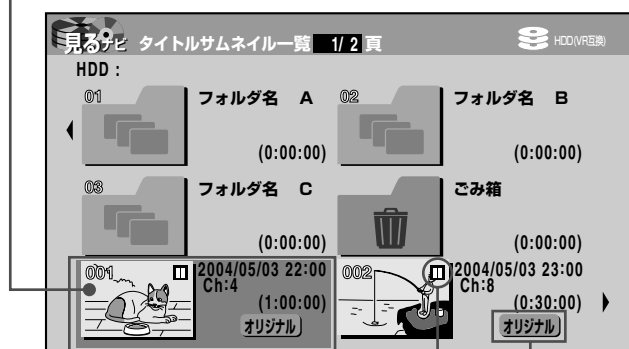 見るナビ タイトルサムネイル一覧 1/2 頁 HDD(VR互換)
HDD :
01 フォルダ名 A (0:00:00)
02 フォルダ名 B (0:00:00)
03 フォルダ名 C (0:00:00)
ごみ箱 (0:00:00)
001 2004/05/03 22:00
Ch:4
(1:00:00)
オリジナル
002 2004/05/03 23:00
Ch:8
(0:30:00)
オリジナル